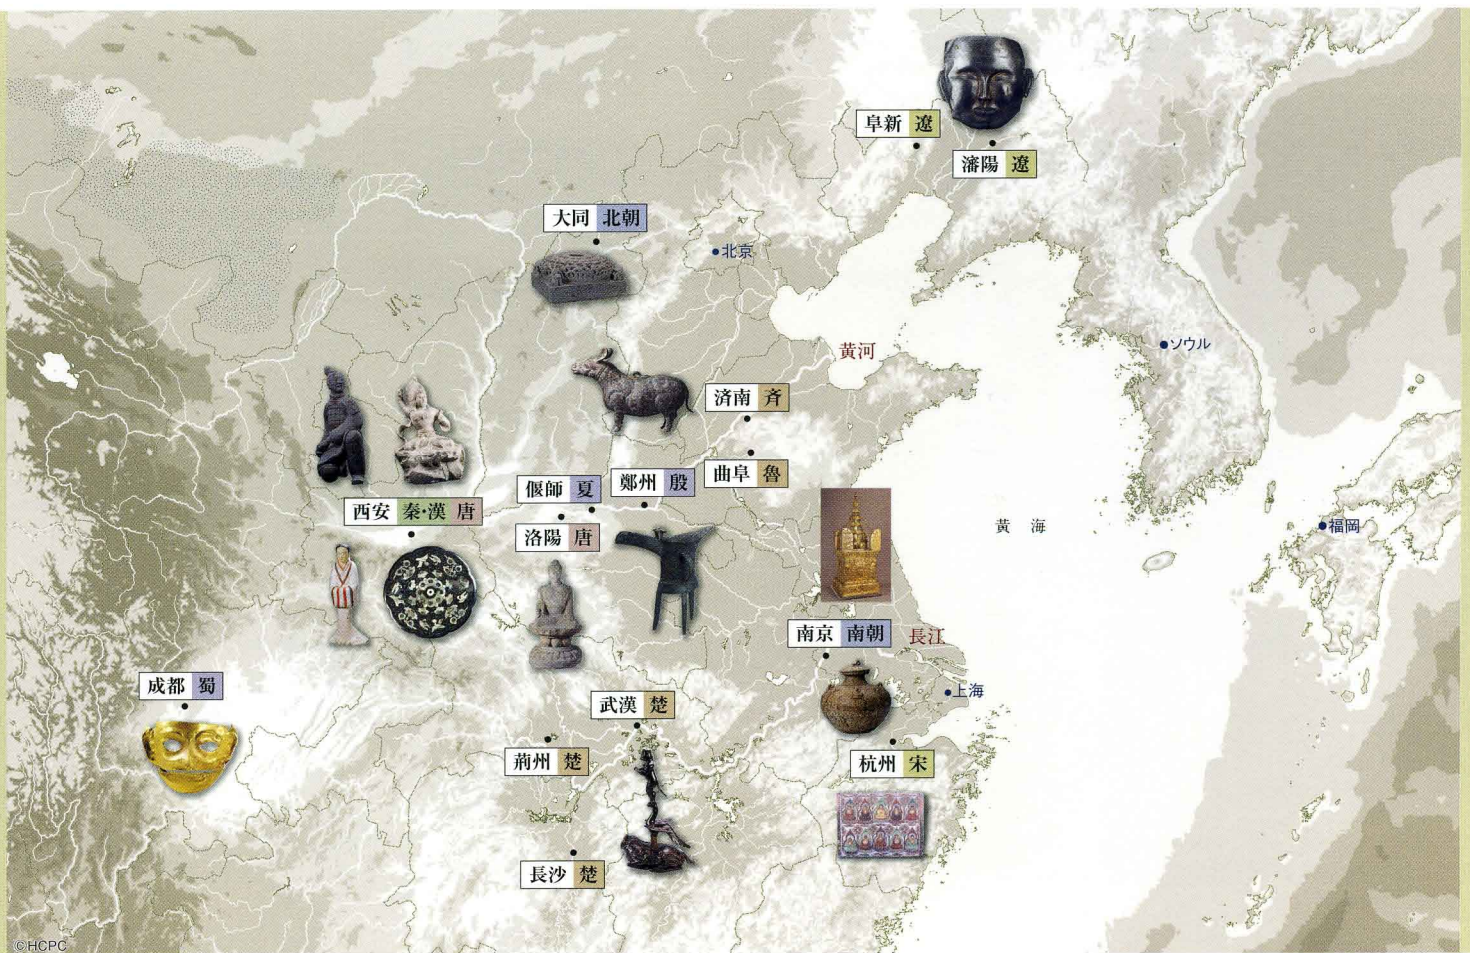 阜新 遼
瀋陽 遼
大同 北朝
北京
ソウル
黄河
済南 斉
曲阜 魯
偃師 夏
鄭州 殷
西安 秦・漢 唐
洛陽 唐
黄海
福岡
南京 南朝
長江
成都 蜀
上海
武漢 楚
荊州 楚
杭州 宋
長沙 楚
©HCPC